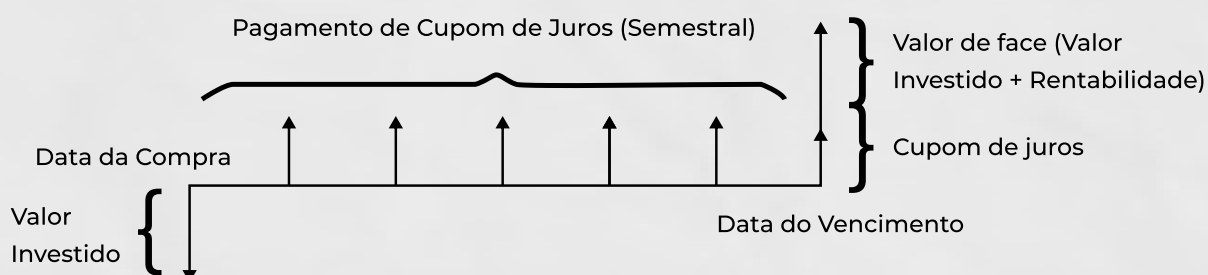 Pagamento de Cupom de Juros (Semestral)
Valor de face (Valor
Investido + Rentabilidade)
Data da Compra
Cupom de juros
Valor
Investido
Data do Vencimento